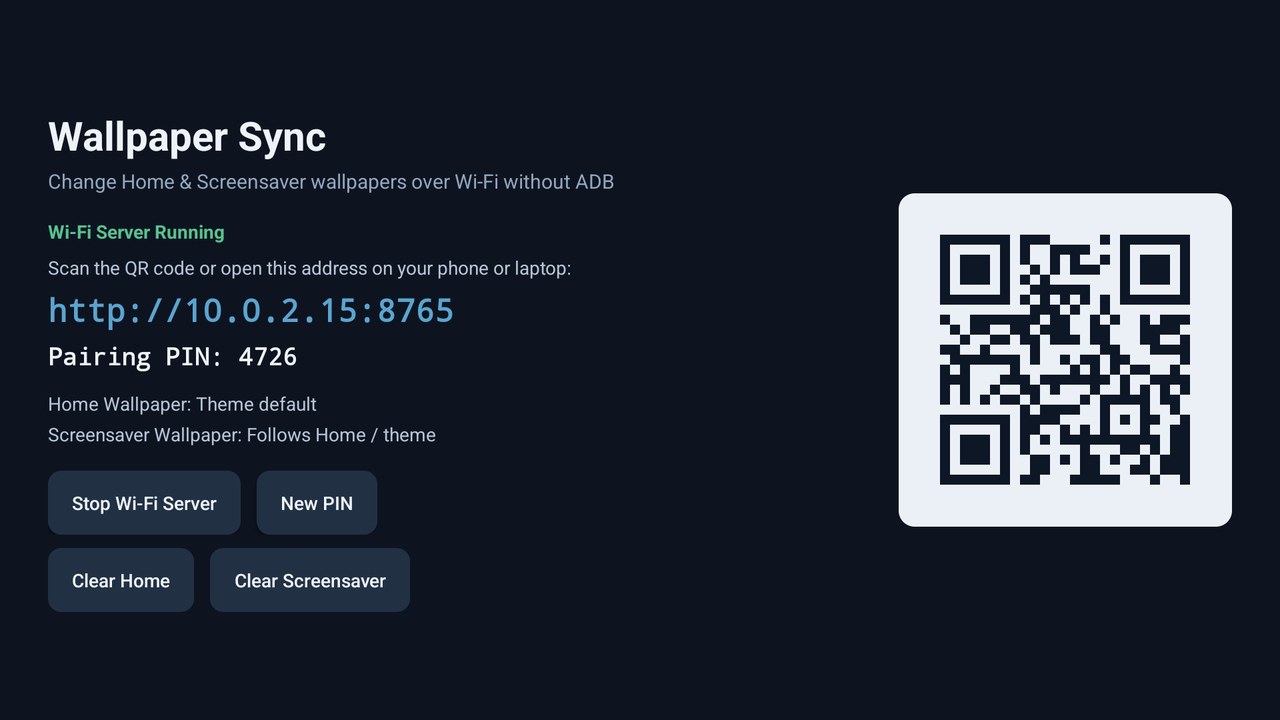 Wallpaper Sync
Change Home & Screensaver wallpapers over Wi-Fi without ADB
Wi-Fi Server Running
Scan the QR code or open this address on your phone or laptop:
http://10.0.2.15:8765
Pairing PIN: 4726
Home Wallpaper: Theme default
Screensaver Wallpaper: Follows Home / theme
Stop Wi-Fi Server
New PIN
Clear Home
Clear Screensaver